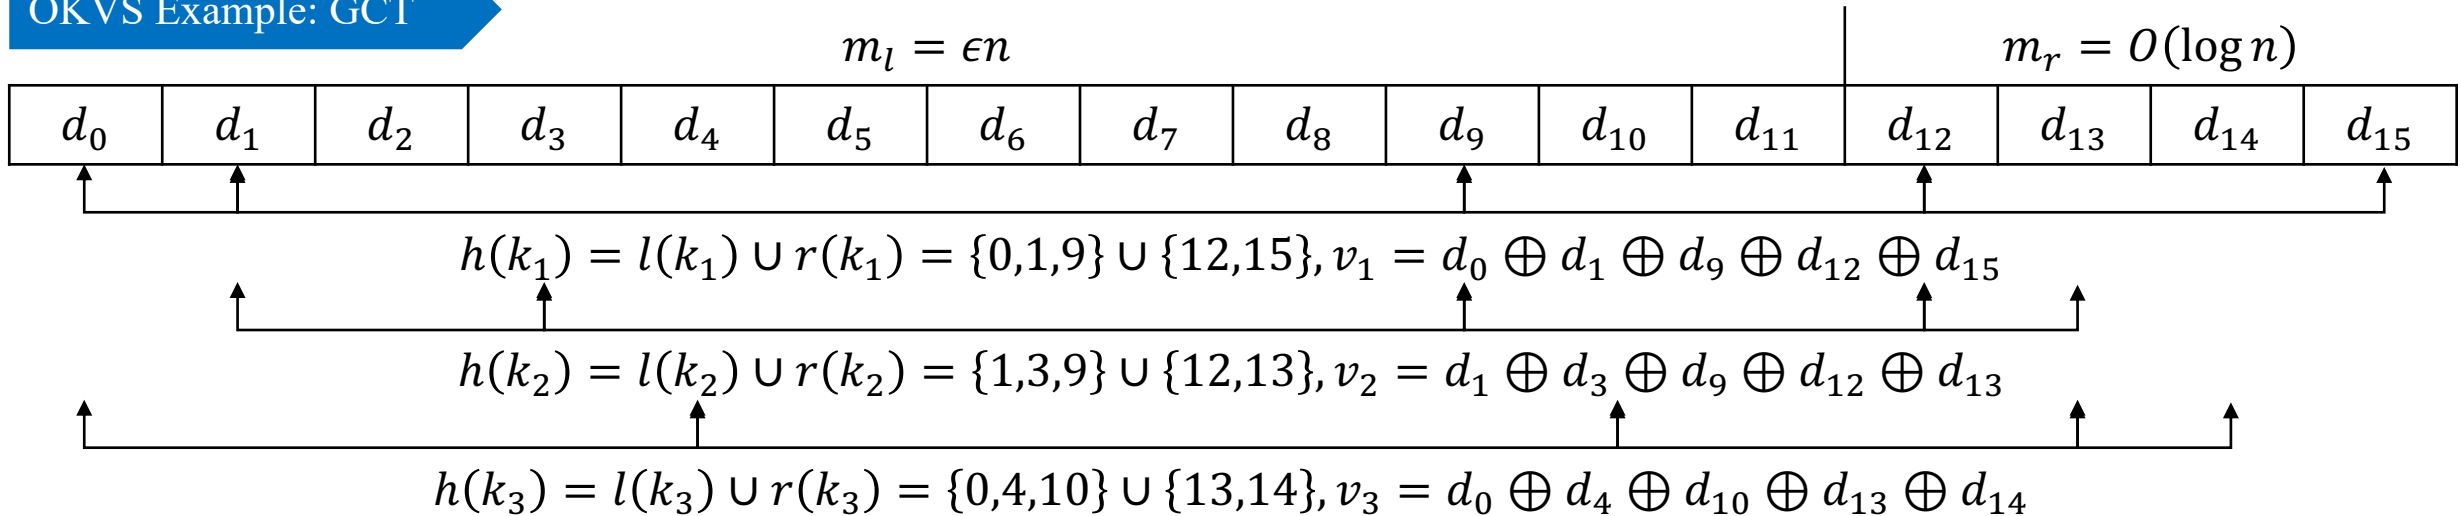 OKVS Example: GCT
m_l = ϵn
m_r = O(log n)
d_0 d_1 d_2 d_3 d_4 d_5 d_6 d_7 d_8 d_9 d_10 d_11 d_12 d_13 d_14 d_15
h(k_1) = l(k_1) ∪ r(k_1) = {0,1,9} ∪ {12,15}, v_1 = d_0 ⊕ d_1 ⊕ d_9 ⊕ d_12 ⊕ d_15
h(k_2) = l(k_2) ∪ r(k_2) = {1,3,9} ∪ {12,13}, v_2 = d_1 ⊕ d_3 ⊕ d_9 ⊕ d_12 ⊕ d_13
h(k_3) = l(k_3) ∪ r(k_3) = {0,4,10} ∪ {13,14}, v_3 = d_0 ⊕ d_4 ⊕ d_10 ⊕ d_13 ⊕ d_14